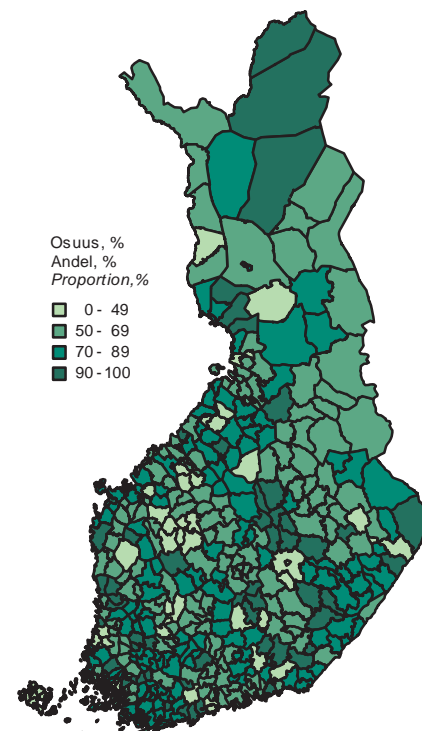 Osuus, %
Andel, %
Proportion, %
0 - 49
50 - 69
70 - 89
90 - 100